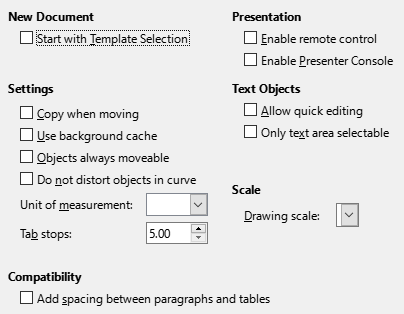 New Document
Start with Template Selection
Presentation
Enable remote control
Enable Presenter Console
Settings
Copy when moving
Use background cache
Objects always moveable
Do not distort objects in curve
Unit of measurement:
Tab stops: 5.00
Text Objects
Allow quick editing
Only text area selectable
Scale
Drawing scale:
Compatibility
Add spacing between paragraphs and tables